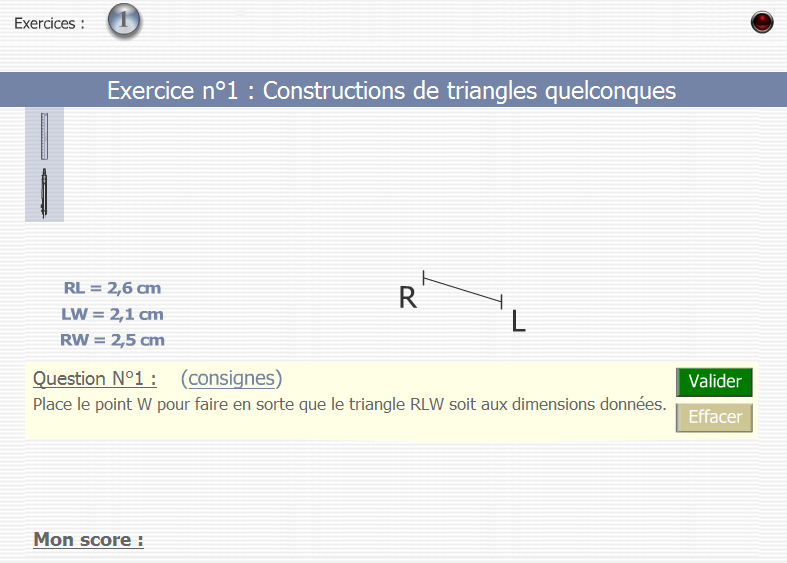 Exercices : 1
Exercice n°1 : Constructions de triangles quelconques
RL = 2,6 cm
LW = 2,1 cm
RW = 2,5 cm
R
L
Question N°1 : (consignes)
Place le point W pour faire en sorte que le triangle RLW soit aux dimensions données.
Valider
Effacer
Mon score :